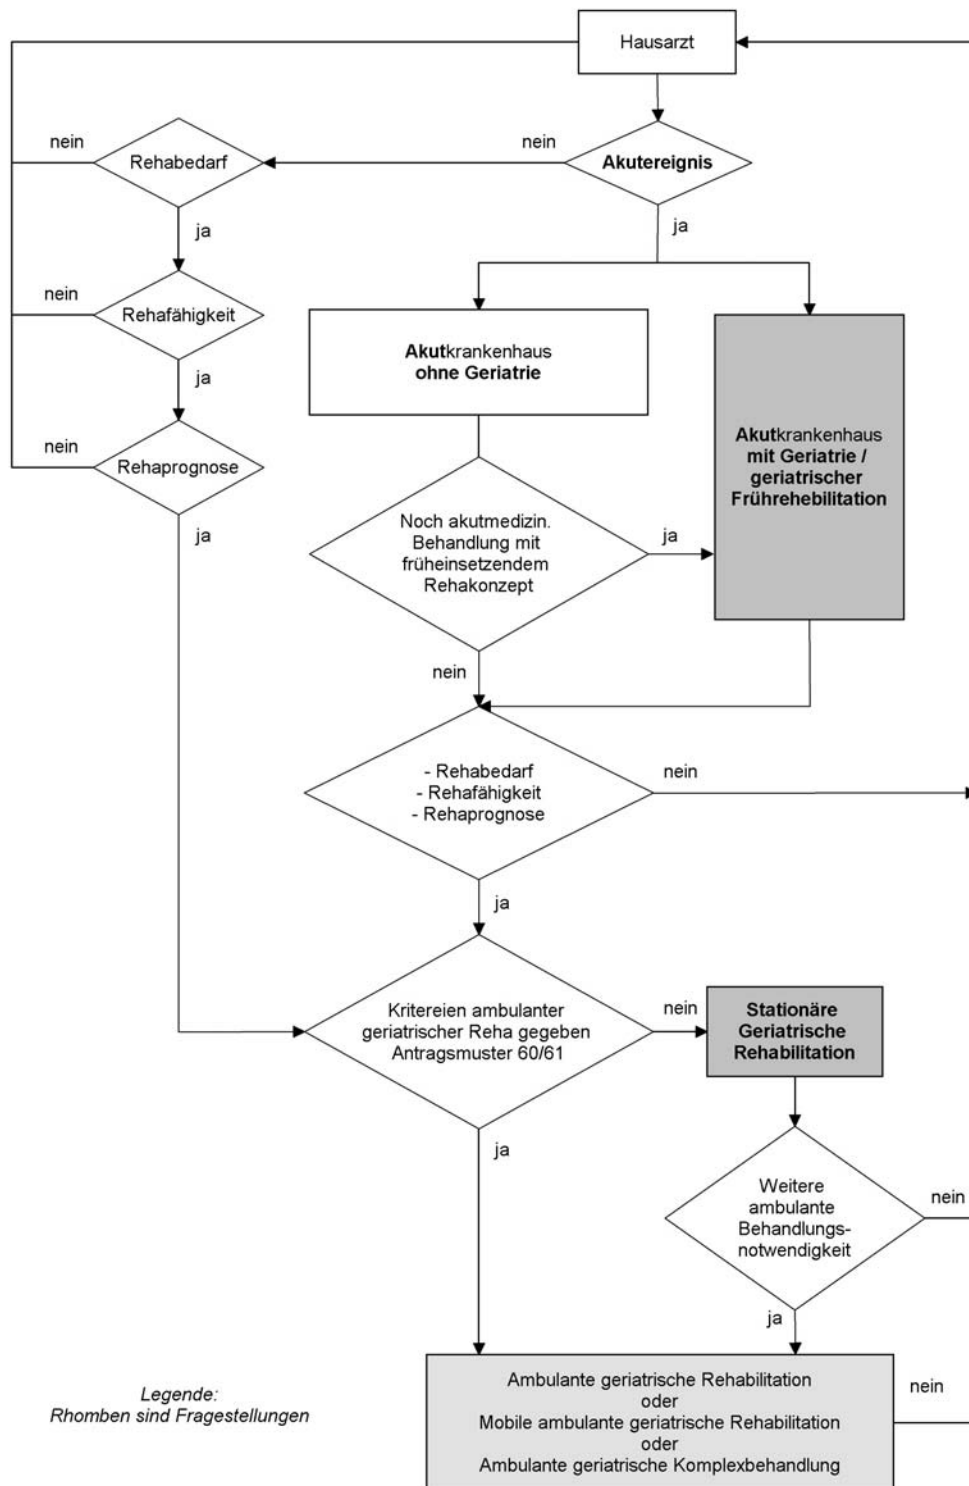 Hausarzt
nein
nein
Rehabedarf
Akutereignis
ja
ja
nein
Rehafähigkeit
Akutkrankenhaus
ohne Geriatrie
ja
nein
Rehaprognose
Akutkrankenhaus
mit Geriatrie /
geriatrischer
Frührehebilitation
ja
Noch akutmedizin.
Behandlung mit
früheinsetzendem
Rehakonzept
ja
nein
- Rehabedarf
- Rehafähigkeit
- Rehaprognose
nein
ja
Kritereien ambulanter
geriatrischer Reha gegeben
Antragsmuster 60/61
nein
Stationäre
Geriatrische
Rehabilitation
ja
Weitere
ambulante
Behandlungs-
notwendigkeit
nein
ja
Legende:
Rhomben sind Fragestellungen
Ambulante geriatrische Rehabilitation
oder
Mobile ambulante geriatrische Rehabilitation
oder
Ambulante geriatrische Komplexbehandlung
nein